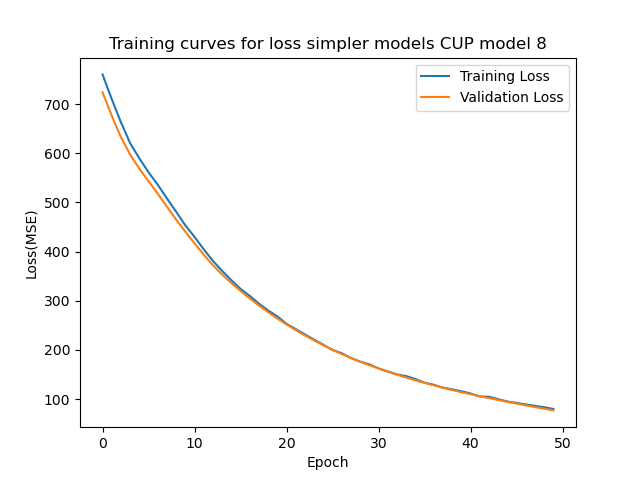 Training curves for loss simpler models CUP model 8
Training Loss
Validation Loss
Loss(MSE)
700
600
500
400
300
200
100
0 10 20 30 40 50
Epoch